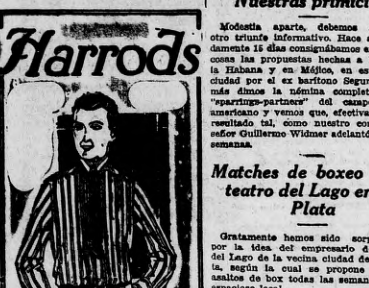 Harrods
Nuestras primici
Modestia aparte, debemos
otro triunfo informativo. Hace a
damente 15 días consignábamos e
cosas las propuestas hechas a
la Habana y en Méjico, en es
ciudad por el ex barítono Segur
más dimos la nómina complet
"sparrings-partners" del campe
americano y vemos que, efectiva
resultado tal, como nuestro cor
señor Guillermo Widmer adelantó
semanas.
Matches de boxeo
teatro del Lago en
Plata
Gratamente hemos sido sorp
por la idea del empresario d
del Lago de la vecina ciudad de
ta, según la cual se propone
asaltos de box todas las seman